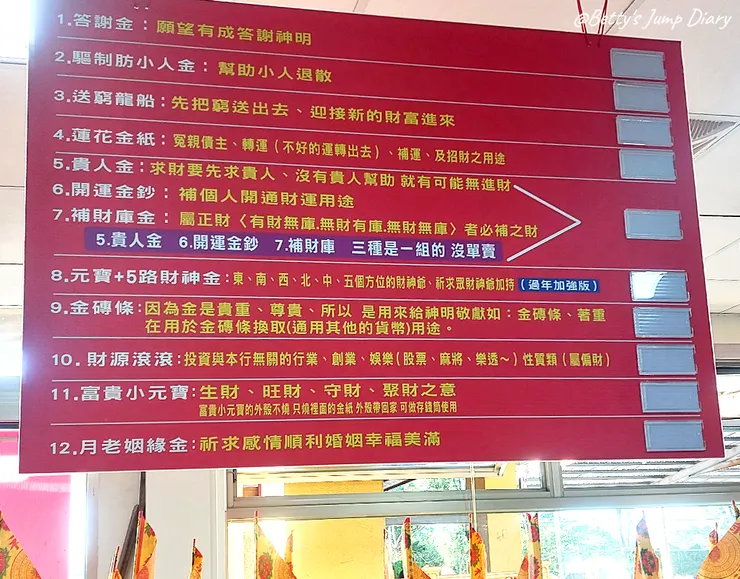 @Betty's Jump Diary
1.答謝金：願望有成答謝神明
2.驅制肪小人金：幫助小人退散
3.送窮龍船：先把窮送出去、迎接新的財富進來
4.蓮花金紙：冤親債主、轉運（不好的運轉出去）、補運、及招財之用途
5.貴人金：求財要先求貴人、沒有貴人幫助 就有可能無進財
6.開運金鈔：補個人開通財運用途
7.補財庫金：屬正財〈有財無庫.無財有庫.無財無庫〉者必補之財
5.貴人金 6.開運金鈔 7.補財庫 三種是一組的 沒單賣
8.元寶+5路財神金：東、南、西、北、中、五個方位的財神爺、祈求眾財神爺加持（過年加強版）
9.金磚條：因為金是貴重、尊貴、所以 是用來給神明敬獻如：金磚條、著重
在用於金磚條換取(通用其他的貨幣)用途。
10. 財源滾滾：投資與本行無關的行業、創業、娛樂(股票、麻將、樂透～) 性質類（屬偏財）
11.富貴小元寶：生財、旺財、守財、聚財之意
富貴小元寶的外殼不燒 只燒裡面的金紙 外殼帶回家 可做存錢筒使用
12.月老姻緣金：祈求感情順利婚姻幸福美滿